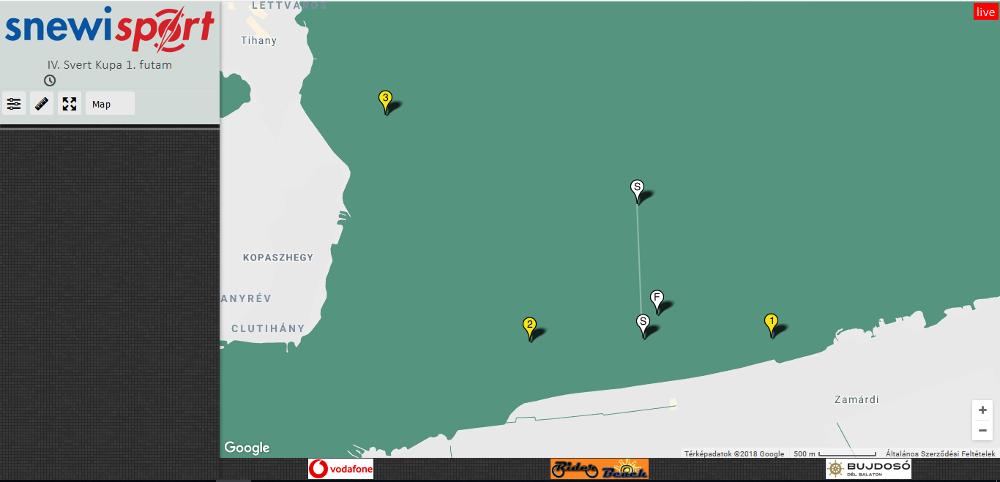 snewisport
IV. Svert Kupa 1. futam
Map
live
LETTVÁROS
Tihany
3
S
KOPASZHEGY
ANYRÉV
F
CLUTIHÁNY
2
S
1
Zamárdi
+
−
Google
Térképadatok ©2018 Google
500 m
Általános Szerződési Feltételek
vodafone
Rider Beach
BUJDOSÓ
DÉL BALATON